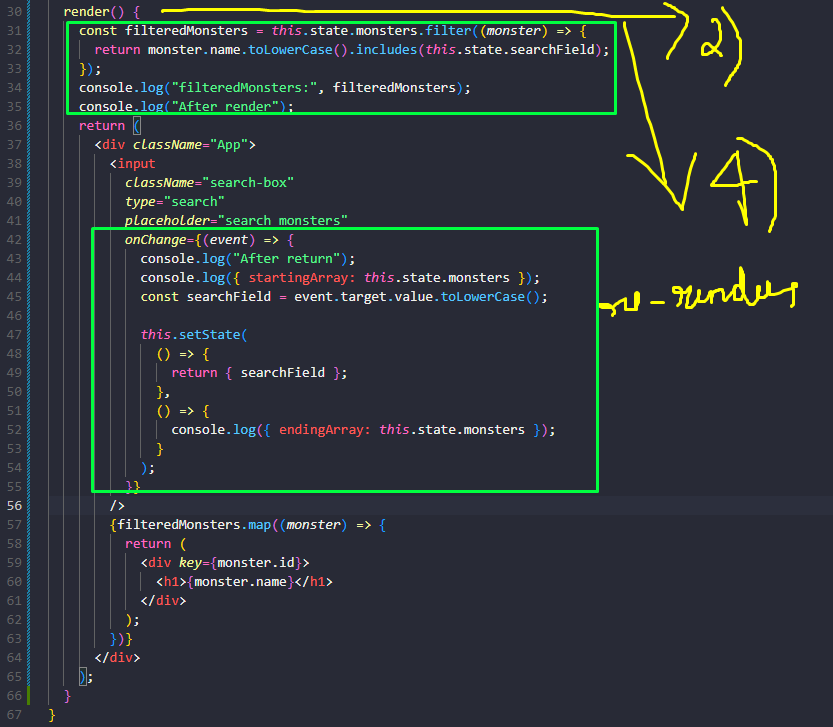 30 render() {
31 const filteredMonsters = this.state.monsters.filter((monster) => {
32 return monster.name.toLowerCase().includes(this.state.searchField);
33 });
34 console.log("filteredMonsters:", filteredMonsters);
35 console.log("After render");
36 return (
37 <div className="App">
38 <input
39 className="search-box"
40 type="search"
41 placeholder="search monsters"
42 onChange={(event) => {
43 console.log("After return");
44 console.log({ startingArray: this.state.monsters });
45 const searchField = event.target.value.toLowerCase();
46
47 this.setState(
48 () => {
49 return { searchField };
50 },
51 () => {
52 console.log({ endingArray: this.state.monsters });
53 }
54 );
55 }}
56 />
57 {filteredMonsters.map((monster) => {
58 return (
59 <div key={monster.id}>
60 <h1>{monster.name}</h1>
61 </div>
62 );
63 })}
64 </div>
65 );
66 }
67 }
2)
4)
re-render